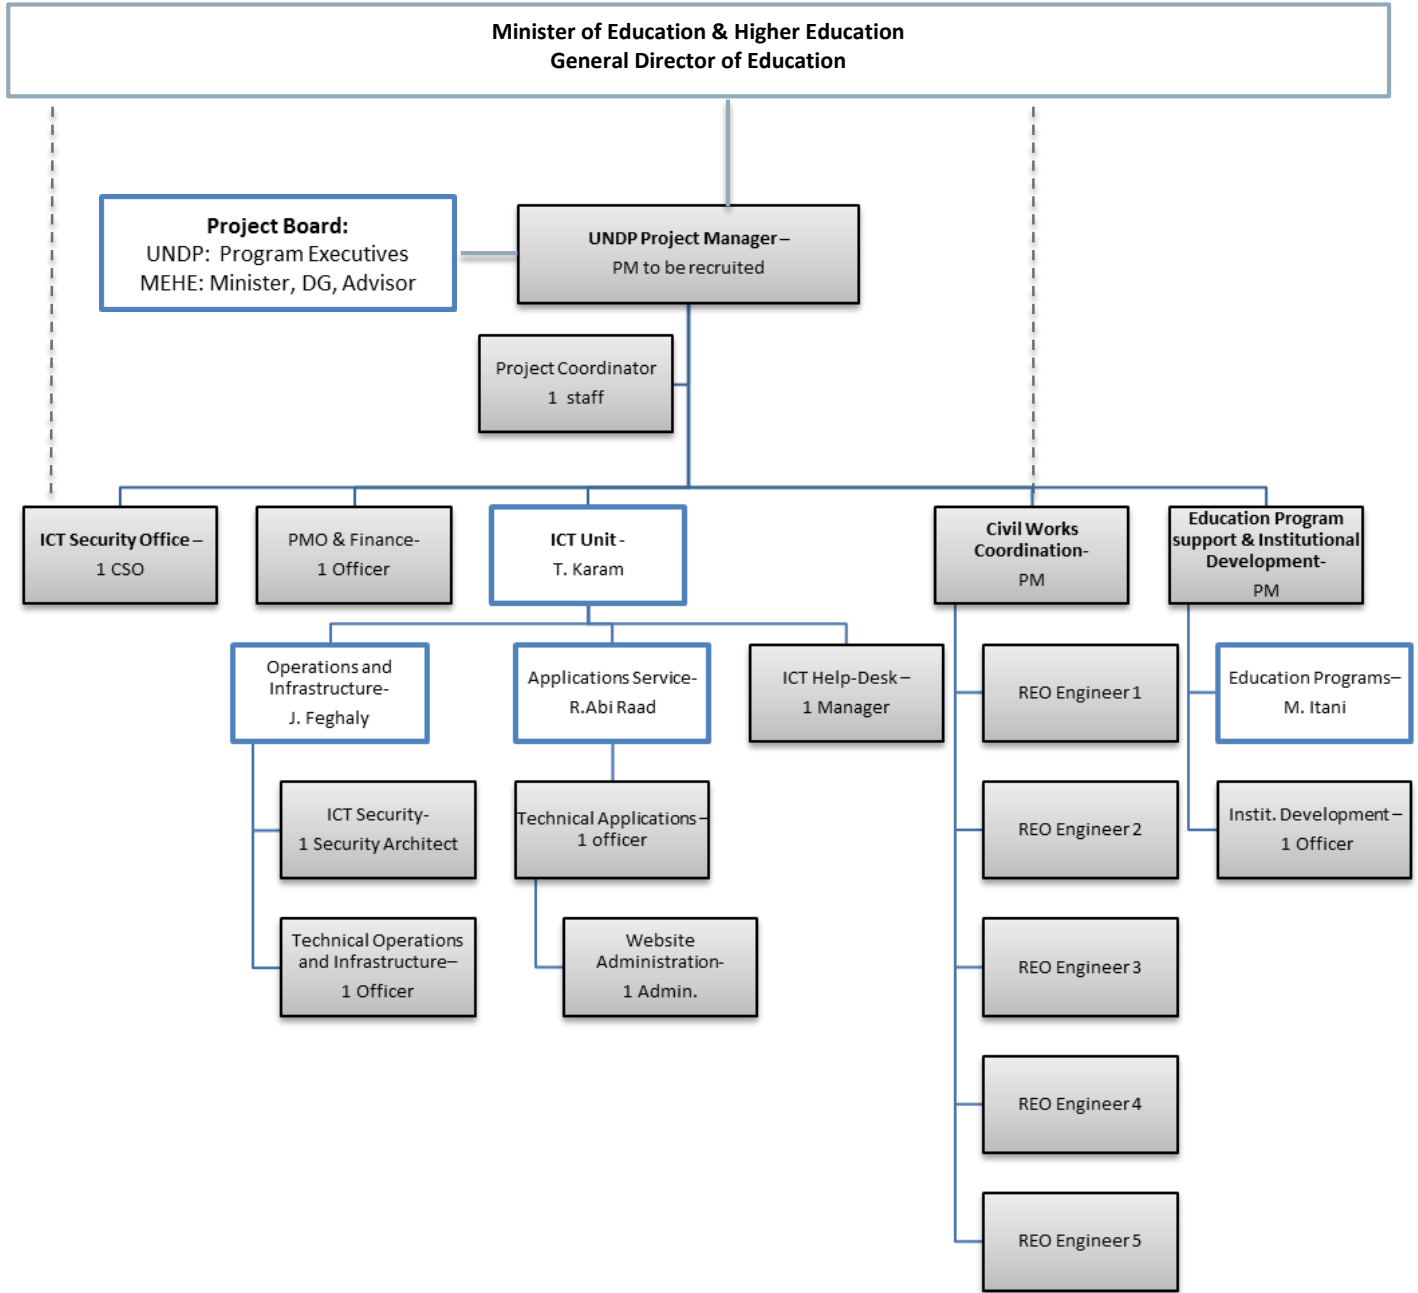 Minister of Education & Higher Education
General Director of Education
Project Board:
UNDP: Program Executives
MEHE: Minister, DG, Advisor
UNDP Project Manager–
PM to be recruited
Project Coordinator
1 staff
ICT Security Office –
1 CSO
PMO & Finance-
1 Officer
ICT Unit -
T. Karam
Civil Works
Coordination-
PM
Education Program
support & Institutional
Development-
PM
Operations and
Infrastructure-
J. Feghaly
Applications Service-
R.Abi Raad
ICT Help-Desk –
1 Manager
REO Engineer 1
Education Programs–
M. Itani
ICT Security-
1 Security Architect
Technical Applications–
1 officer
REO Engineer 2
Instit. Development –
1 Officer
Technical Operations
and Infrastructure–
1 Officer
Website
Administration-
1 Admin.
REO Engineer 3
REO Engineer 4
REO Engineer 5